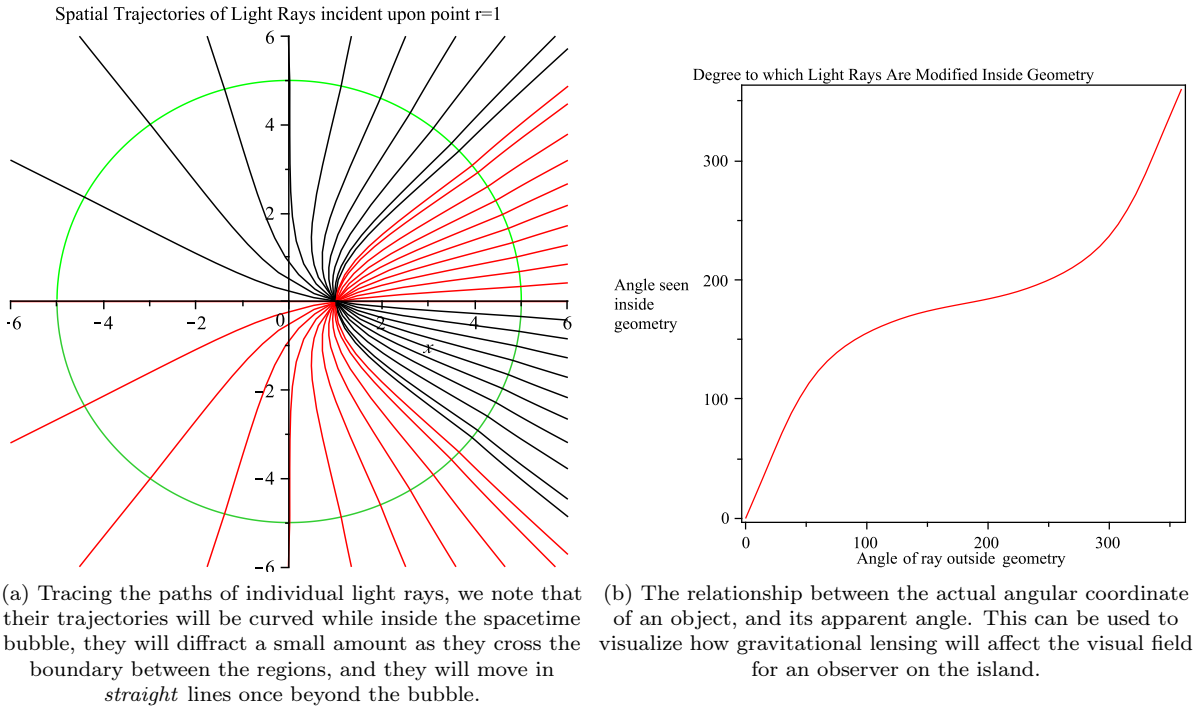 Spatial Trajectories of Light Rays incident upon point r=1
6
4
2
-6
-4
-2
0
2
4
6
x
−2
−4
−6
(a) Tracing the paths of individual light rays, we note that
their trajectories will be curved while inside the spacetime
bubble, they will diffract a small amount as they cross the
boundary between the regions, and they will move in
straight lines once beyond the bubble.
Degree to which Light Rays Are Modified Inside Geometry
300
200
100
0
Angle seen
inside
geometry
0
100
200
300
Angle of ray outside geometry
(b) The relationship between the actual angular coordinate
of an object, and its apparent angle. This can be used to
visualize how gravitational lensing will affect the visual field
for an observer on the island.